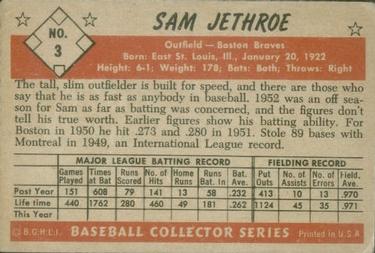 NO.
3
SAM JETHROE
Outfield — Boston Braves
Born: East St. Louis, Ill., January 20, 1922
Height: 6-1; Weight: 178; Bats: Both; Throws: Right
The tall, slim outfielder is built for speed, and there are those who
say that he is as fast as anybody in baseball. 1952 was an off sea-
son for Sam as far as batting was concerned, and the figures don't
tell his true worth. Earlier figures show his batting ability. For
Boston in 1950 he hit .273 and .280 in 1951. Stole 89 bases with
Montreal in 1949, an International League record.
MAJOR LEAGUE BATTING RECORD FIELDING RECORD
Games Times Runs No. of Home Runs Bat. Put No. of No. of Field.
Played at Bat Scored Hits Runs Bat. In Ave. Outs Assists Errors Ave.
Past Year 151 608 79 141 13 58 .232 413 10 13 .970
Life time 440 1762 280 460 49 181 .262 1124 45 35 .971
This Year
© B.G.H.L.I. BASEBALL COLLECTOR SERIES Printed in U.S.A.